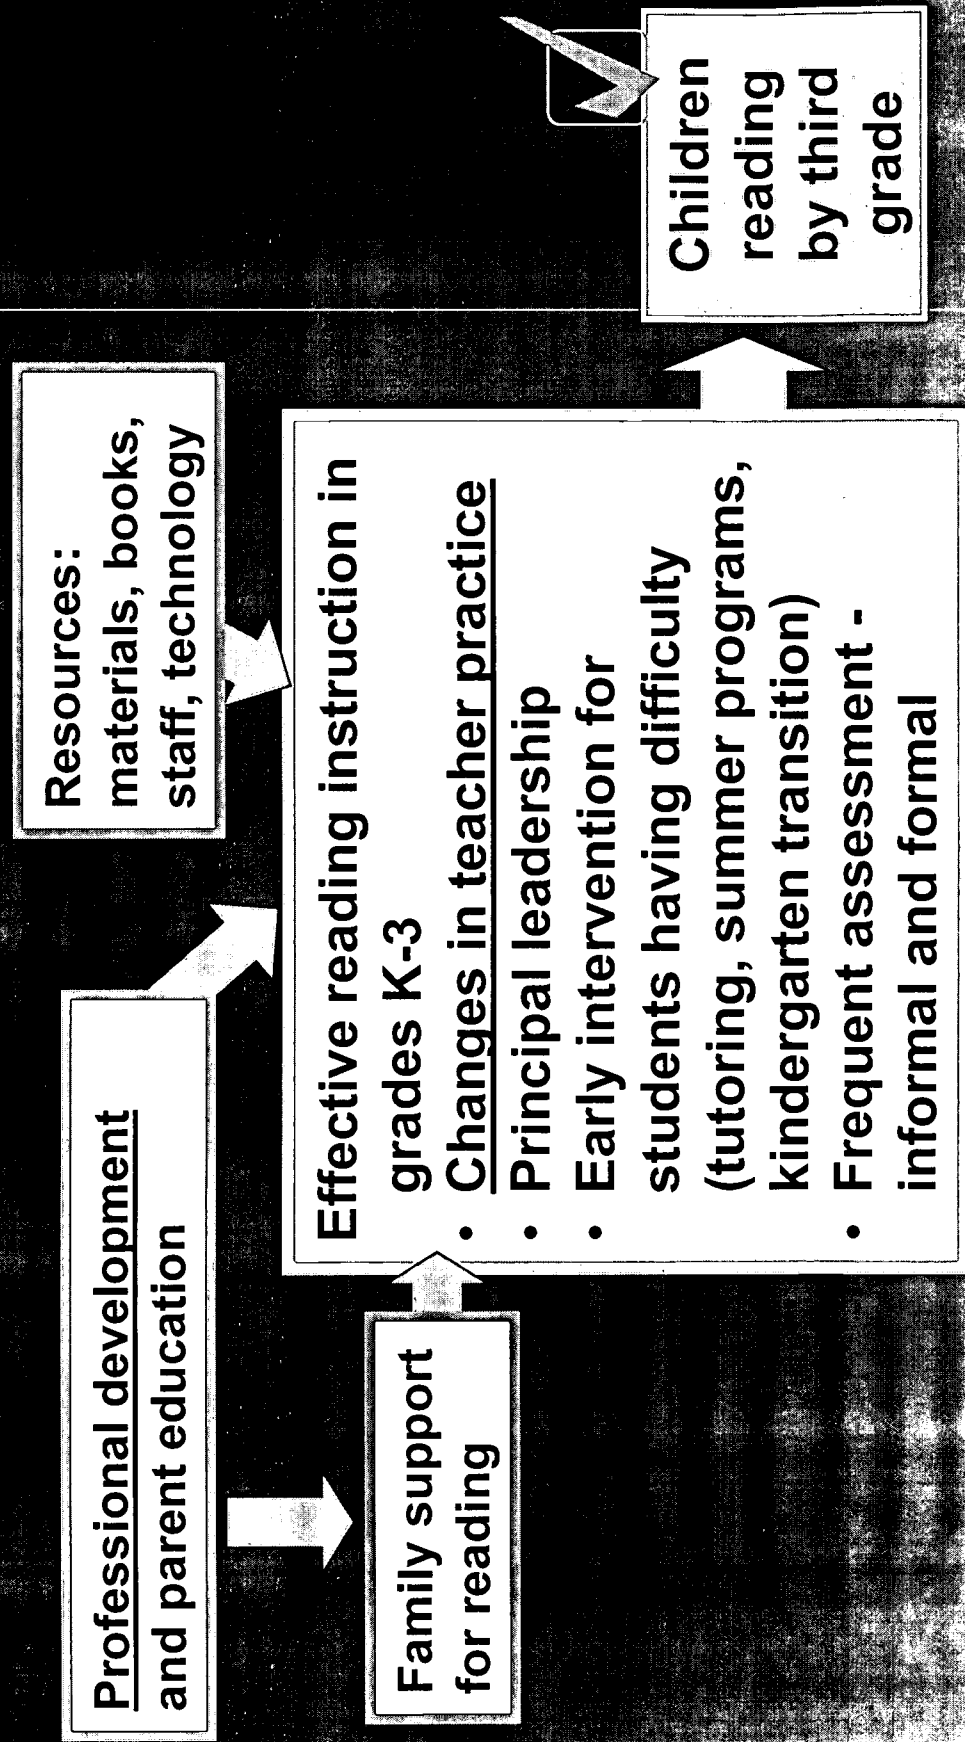 Professional development
and parent education
Resources:
materials, books,
staff, technology
Family support
for reading
Effective reading instruction in
grades K-3
• Changes in teacher practice
• Principal leadership
• Early intervention for
students having difficulty
(tutoring, summer programs,
kindergarten transition)
• Frequent assessment -
informal and formal
Children
reading
by third
grade